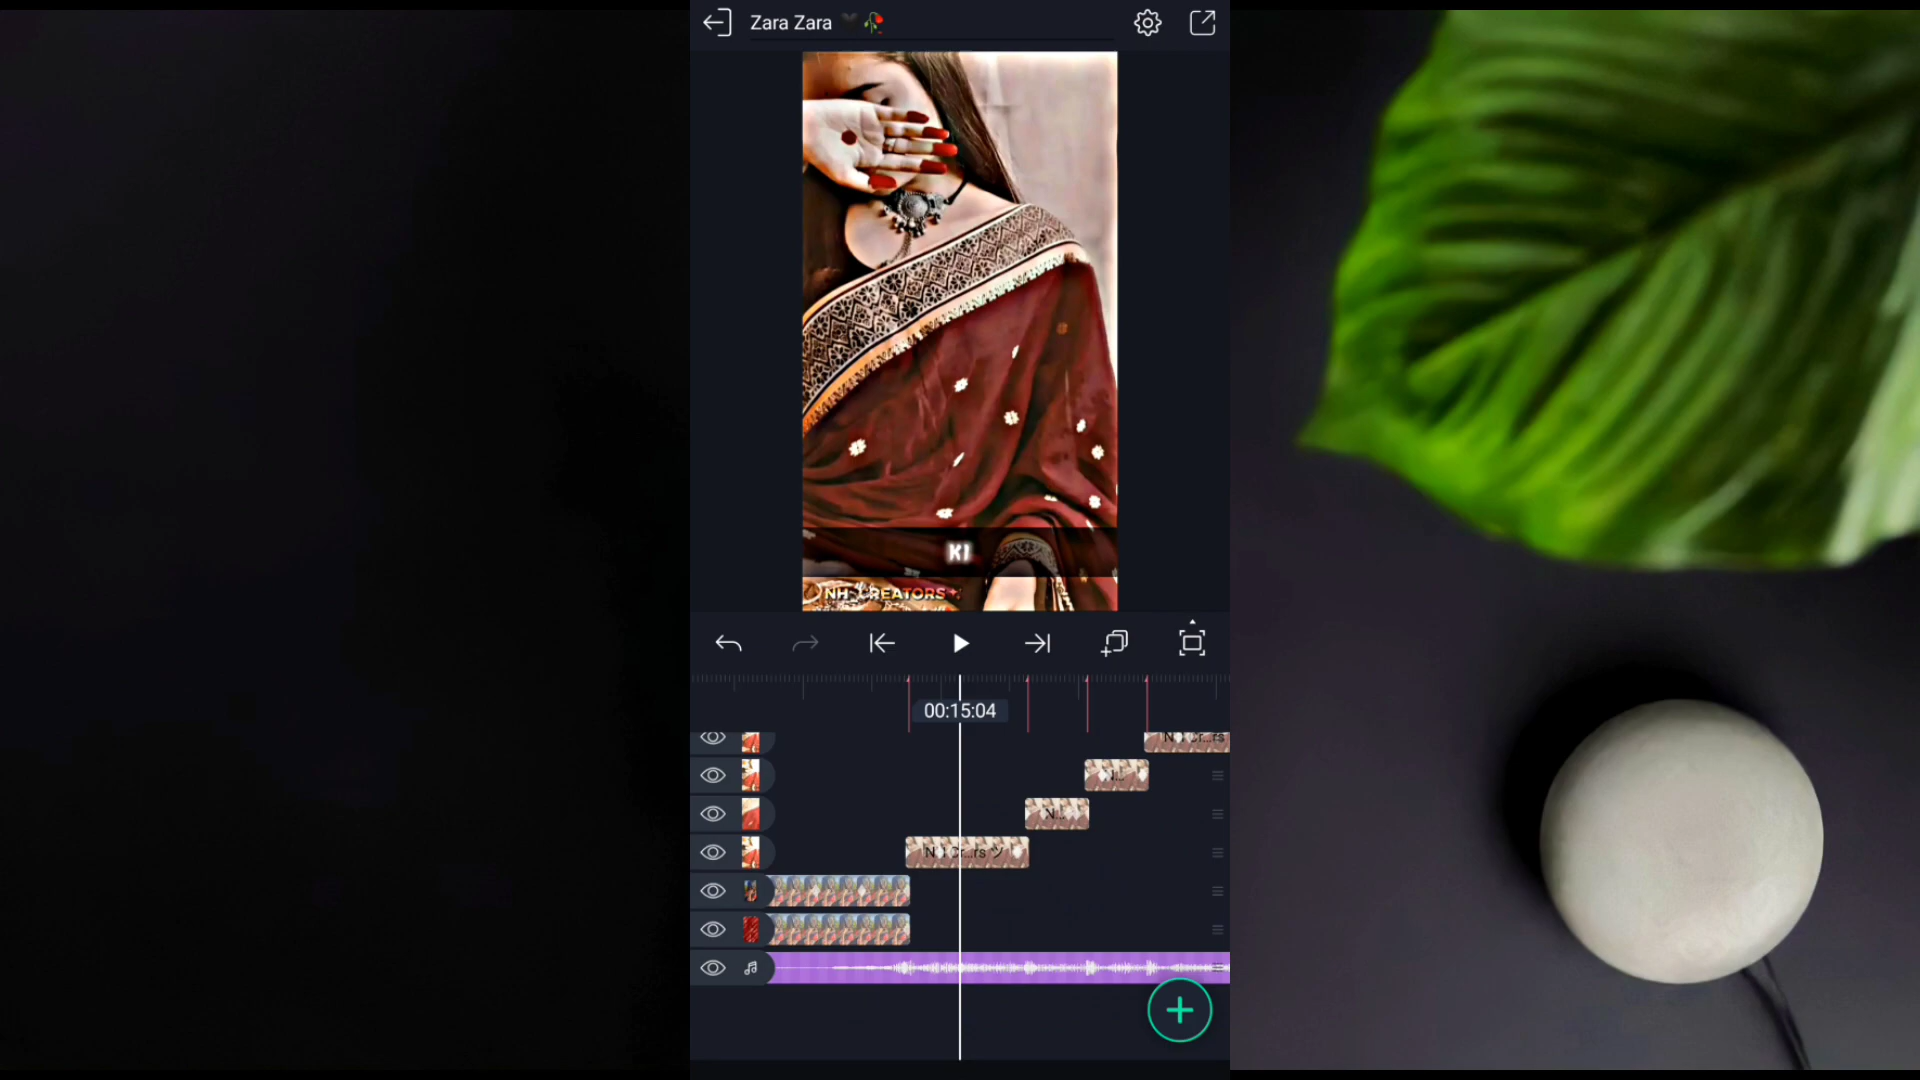 Zara Zara 🖤🥀
KI
NH CREATORS
00:15:04
N...
N...